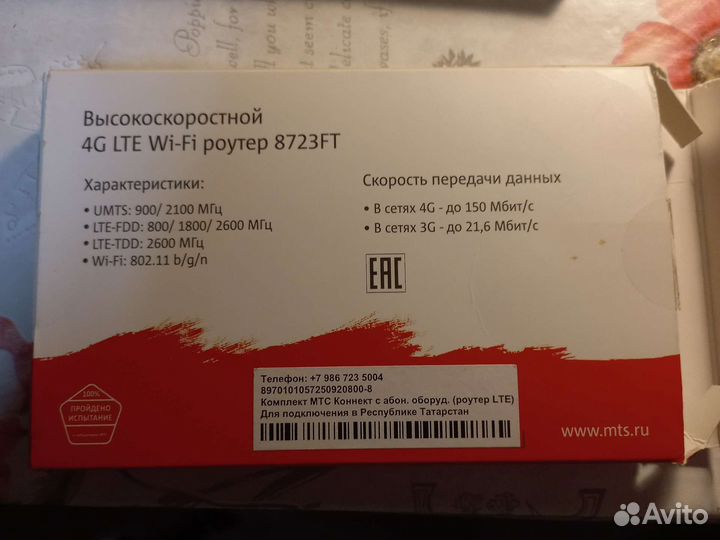 Высокоскоростной
4G LTE Wi-Fi роутер 8723FT
Характеристики:
• UMTS: 900/ 2100 МГц
• LTE-FDD: 800/ 1800/ 2600 МГц
• LTE-TDD: 2600 МГц
• Wi-Fi: 802.11 b/g/n
Скорость передачи данных
• В сетях 4G - до 150 Мбит/с
• В сетях 3G - до 21,6 Мбит/с
EAC
Телефон: +7 986 723 5004
8970101057250920800-8
Комплект МТС Коннект с абон. оборуд. (роутер LTE)
Для подключения в Республике Татарстан
100%
ПРОЙДЕНО
ИСПЫТАНИЕ
www.mts.ru
Avito